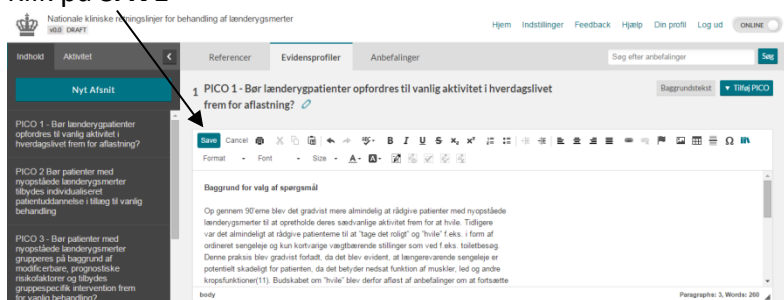 Nationale kliniske retningslinjer for behandling af lænderygsmerter
v0.0 DRAFT
Hjem Indstillinger Feedback Hjælp Din profil Log ud ONLINE
Indhold Aktivitet
Referencer Evidensprofiler Anbefalinger
Søg efter anbefalinger Søg
Nyt Afsnit
1 PICO 1 - Bør lænderygpatienter opfordres til vanlig aktivitet i hverdagslivet
frem for aflastning?
Baggrundstekst Tilføj PICO
PICO 1 - Bør lænderygpatienter
opfordres til vanlig aktivitet i
hverdagslivet frem for aflastning?
PICO 2 Bør patienter med
nyopståede lænderygsmerter
tilbydes individualiseret
patientuddannelse i tillæg til vanlig
behandling
PICO 3 - Bør patienter med
nyopståede lænderygsmerter
grupperes på baggrund af
modificerbare, prognostiske
risikofaktorer og tilbydes
gruppespecifik intervention frem
for vanlig behandling?
Save Cancel
B I U S x₂ x²
Format Font Size A A
Baggrund for valg af spørgsmål
Op gennem 90'erne blev det gradvist mere almindelig at rådgive patienter med nyopståede
lænderygsmerter til at opretholde deres sædvanlige aktivitet frem for at hvile. Tidligere
var det almindeligt at rådgive patienterne til at "tage det roligt" og "hvile" f.eks. i form af
ordineret sengeleje og kun kortvarige vægtbærende stillinger som ved f.eks. toiletbesøg.
Denne praksis blev gradvist forladt, da det blev evident, at længerevarende sengeleje er
potentielt skadeligt for patienten, da det betyder nedsat funktion af muskler, led og andre
kropsfunktioner(11). Budskabet om "hvile" blev derfor afløst af anbefalinger om at fortsætte
body
Paragraphs: 3, Words: 260